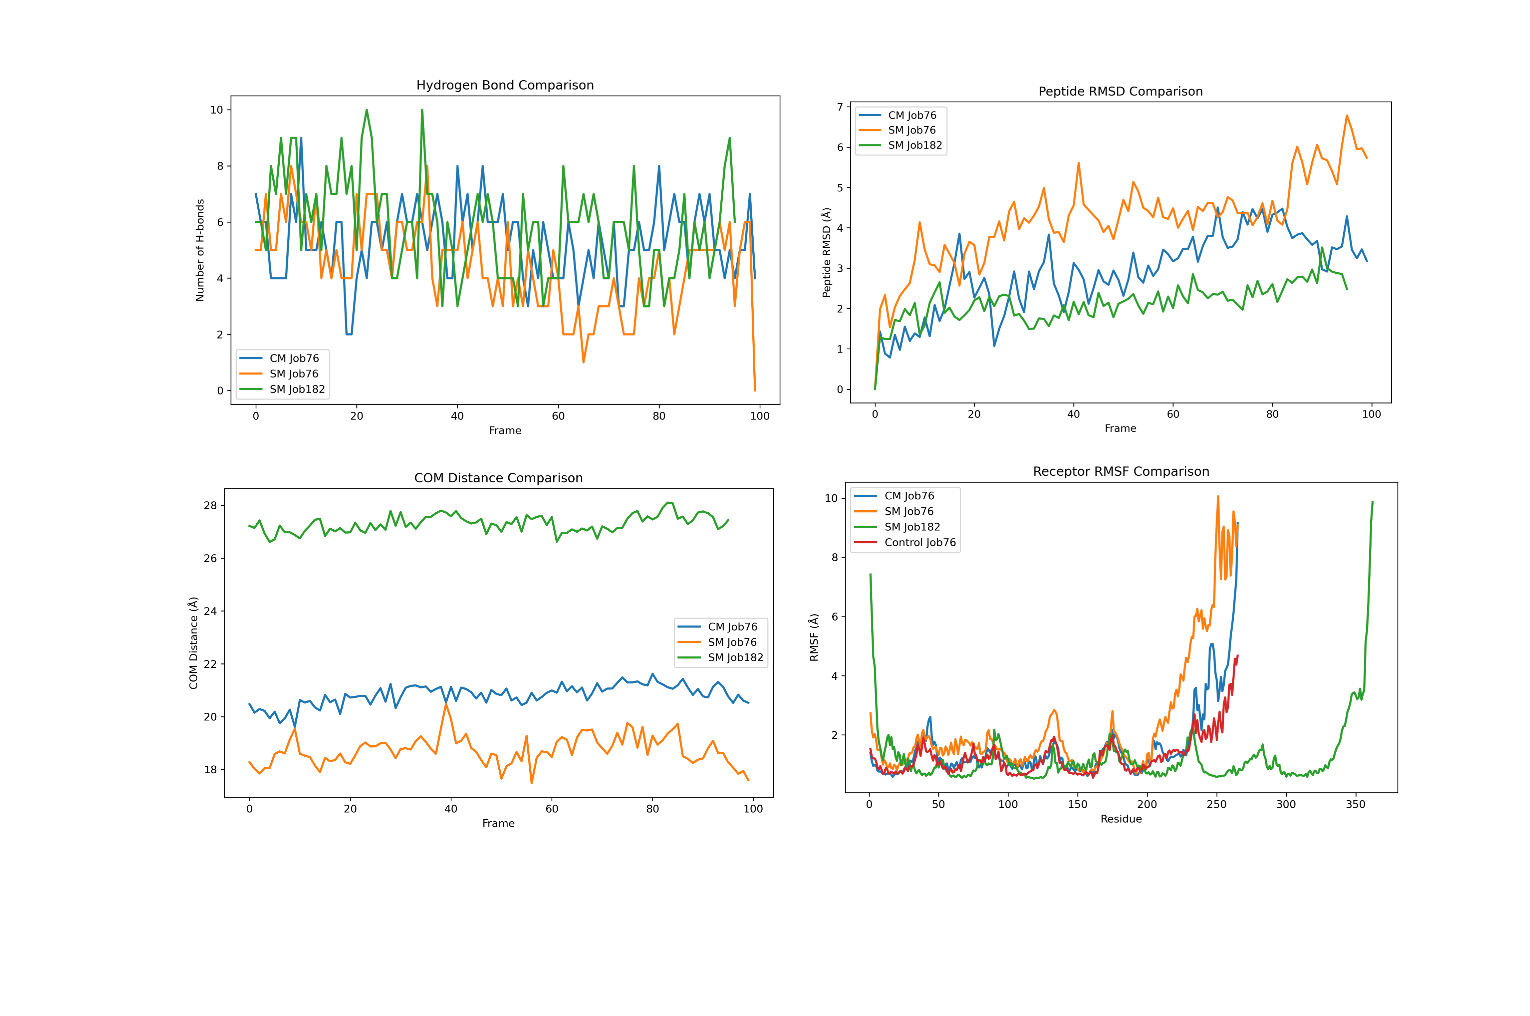 Hydrogen Bond Comparison
Number of H-bonds
10
8
6
4
2
0
CM Job76
SM Job76
SM Job182
0 20 40 60 80 100
Frame
Peptide RMSD Comparison
Peptide RMSD (Å)
7
6
5
4
3
2
1
0
CM Job76
SM Job76
SM Job182
0 20 40 60 80 100
Frame
COM Distance Comparison
COM Distance (Å)
28
26
24
22
20
18
CM Job76
SM Job76
SM Job182
0 20 40 60 80 100
Frame
Receptor RMSF Comparison
RMSF (Å)
10
8
6
4
2
CM Job76
SM Job76
SM Job182
Control Job76
0 50 100 150 200 250 300 350
Residue